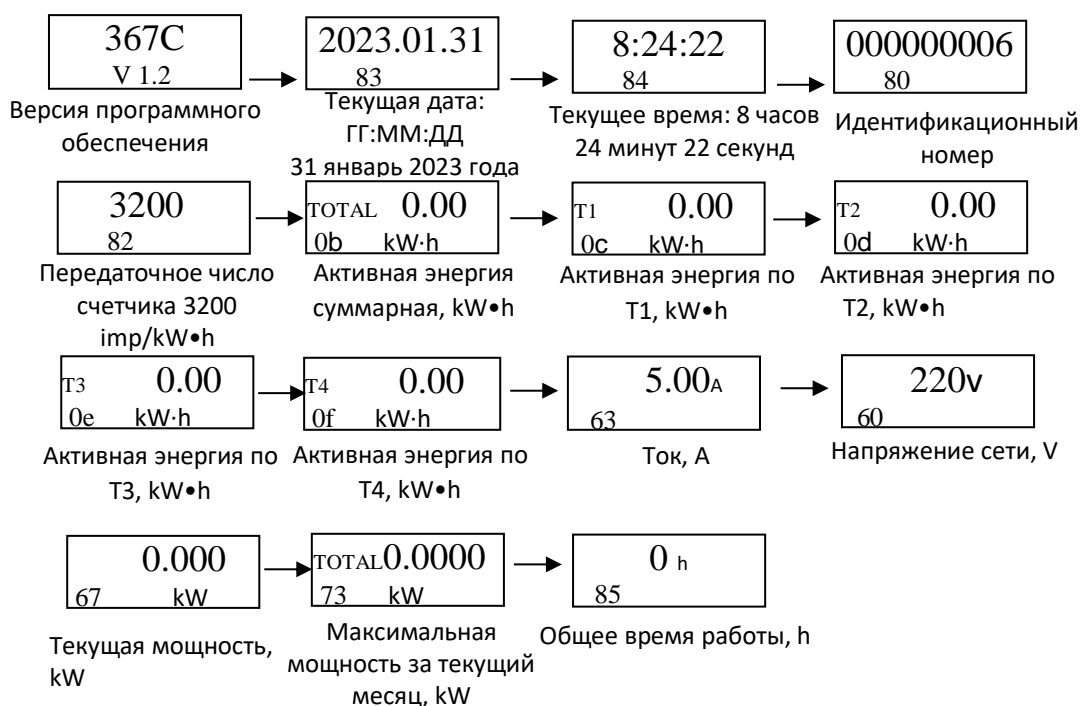 367C
V 1.2
Версия программного
обеспечения
2023.01.31
83
Текущая дата:
ГГ:ММ:ДД
31 январь 2023 года
8:24:22
84
Текущее время: 8 часов
24 минут 22 секунд
000000006
80
Идентификационный
номер
3200
82
Передаточное число
счетчика 3200
imp/kW•h
TOTAL 0.00
0b kW·h
Активная энергия
суммарная, kW•h
T1 0.00
0c kW·h
Активная энергия по
Т1, kW•h
T2 0.00
0d kW·h
Активная энергия по
Т2, kW•h
T3 0.00
0e kW·h
Активная энергия по
Т3, kW•h
T4 0.00
0f kW·h
Активная энергия по
Т4, kW•h
5.00A
63
Ток, А
220v
60
Напряжение сети, V
0.000
67 kW
Текущая мощность,
kW
TOTAL0.0000
73 kW
Максимальная
мощность за текущий
месяц, kW
0 h
85
Общее время работы, h